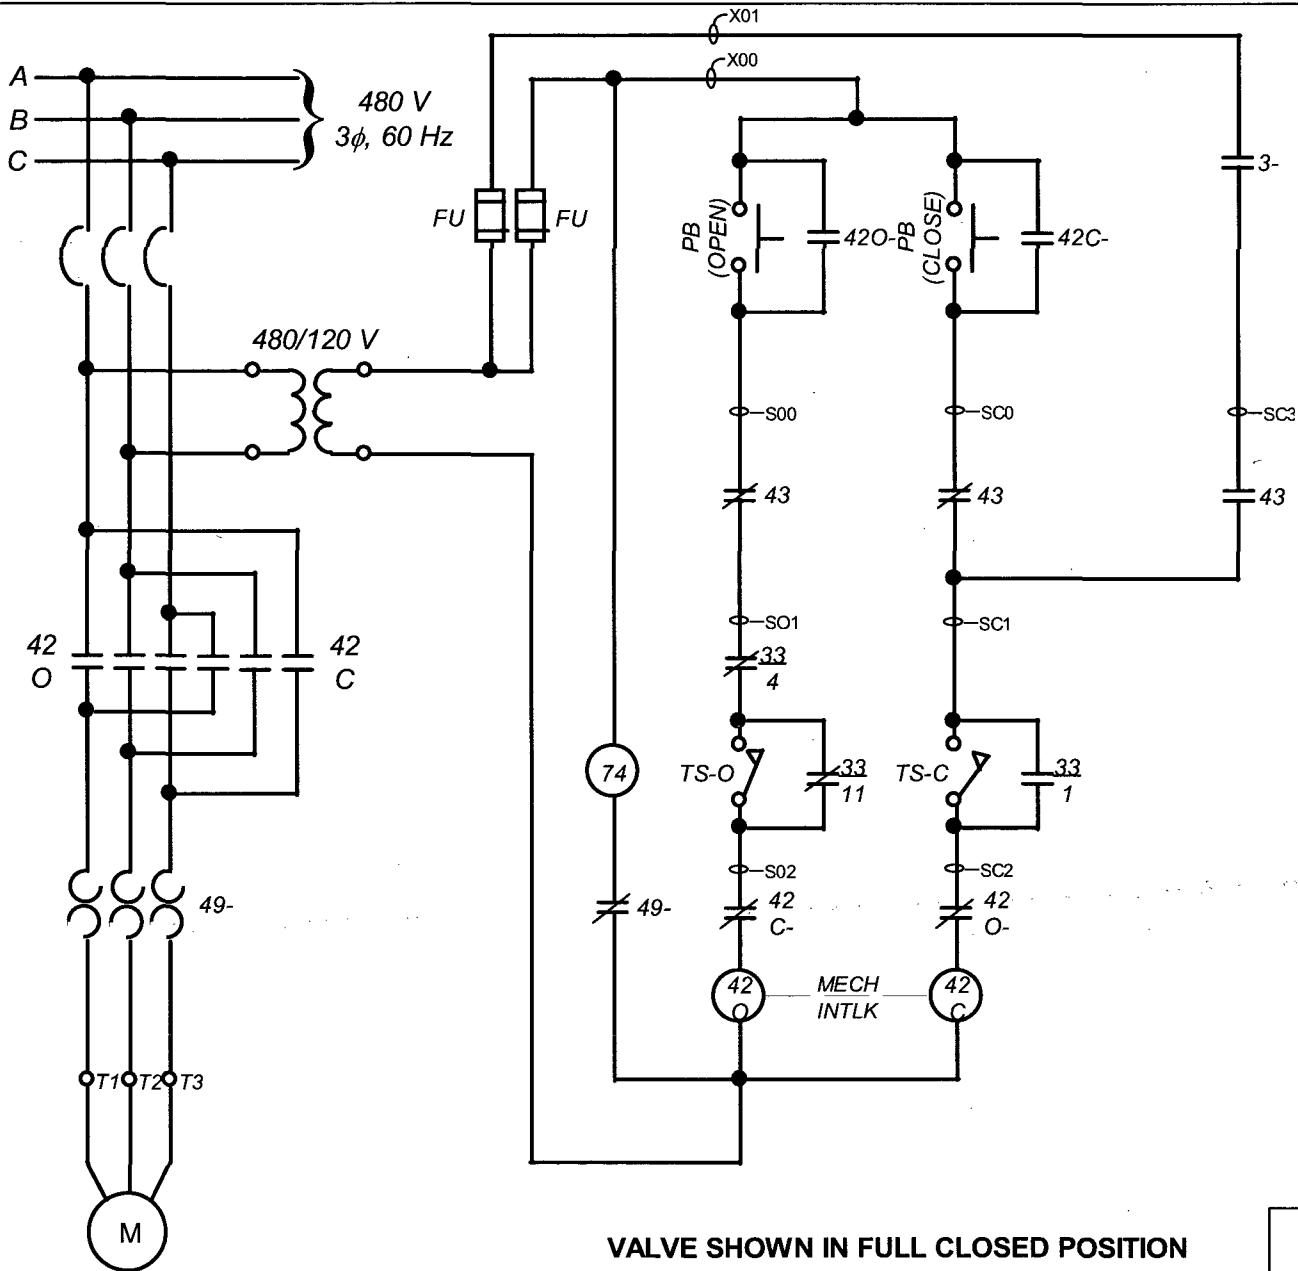 X01
X00
A
B
C
480 V
3ϕ, 60 Hz
3-
FU
FU
PB
(OPEN)
42O-
PB
(CLOSE)
42C-
480/120 V
S00
SC0
SC3
43
43
43
SO1
SC1
42
O
42
C
33
4
74
TS-O
33
11
TS-C
33
1
S02
SC2
49-
49-
42
C-
42
O-
42
O
MECH
INTLK
42
C
T1
T2
T3
M
VALVE SHOWN IN FULL CLOSED POSITION